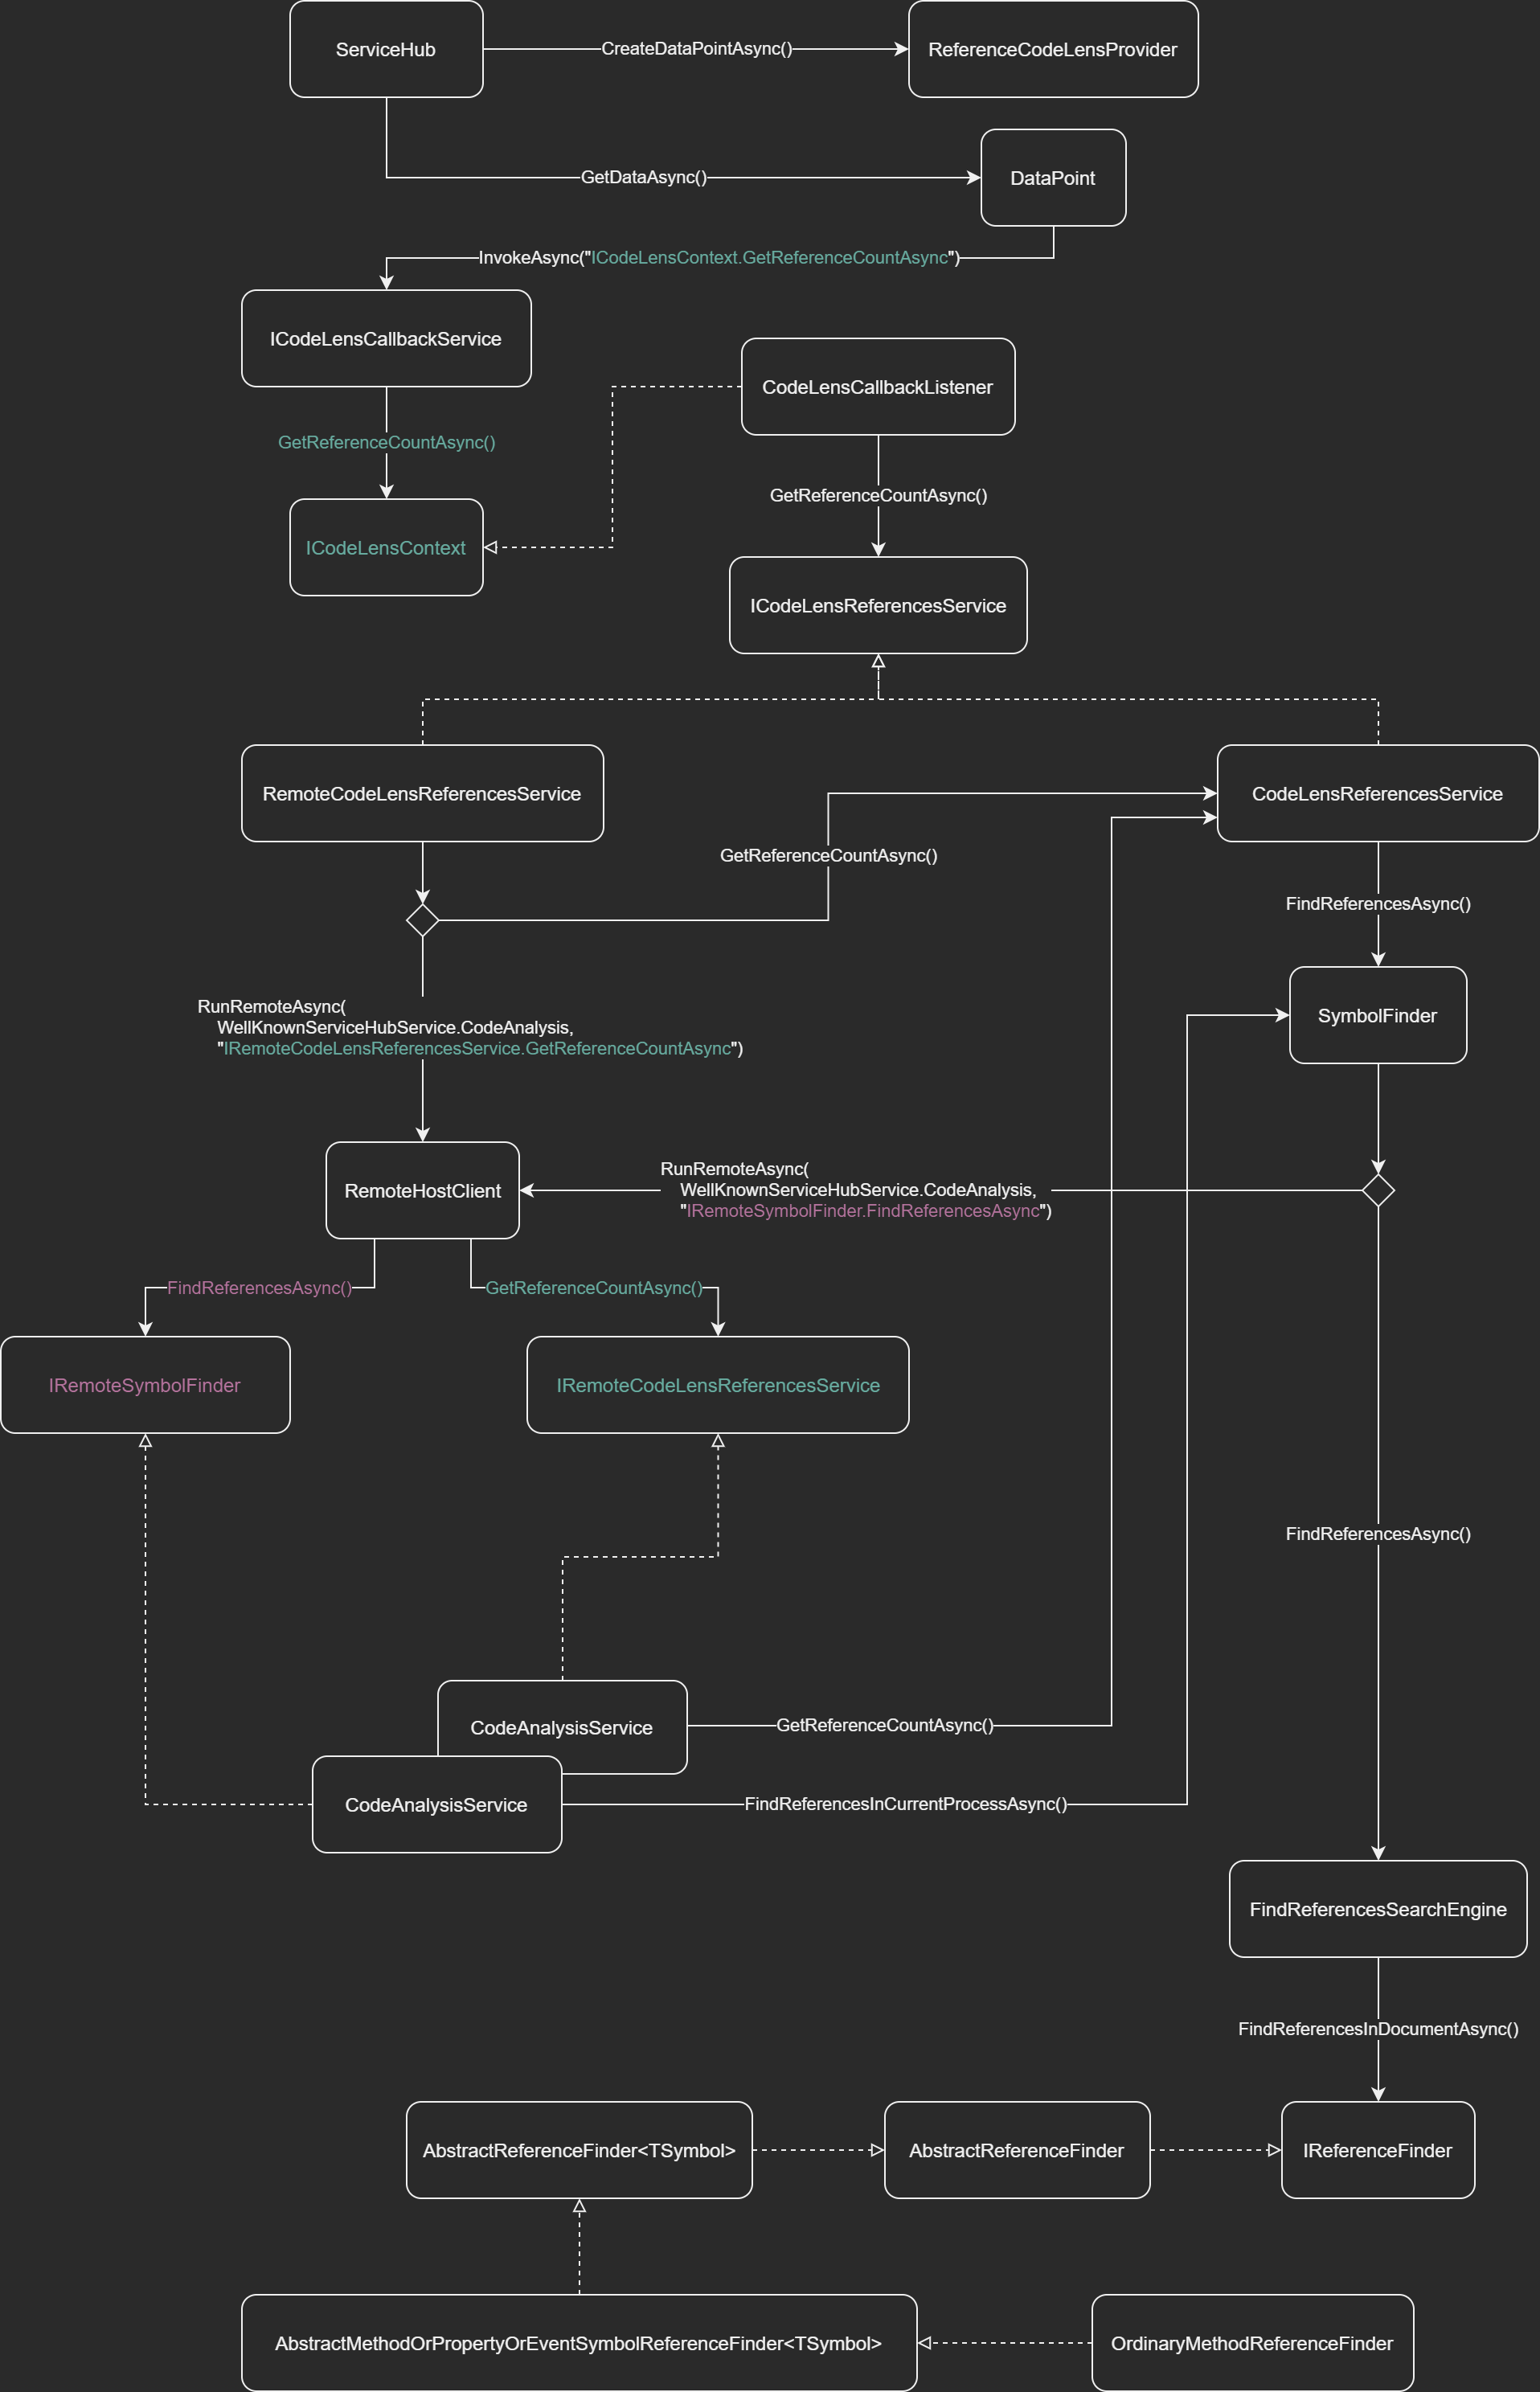 ServiceHub
CreateDataPointAsync()
ReferenceCodeLensProvider
GetDataAsync()
DataPoint
InvokeAsync("ICodeLensContext.GetReferenceCountAsync")
ICodeLensCallbackService
CodeLensCallbackListener
GetReferenceCountAsync()
GetReferenceCountAsync()
ICodeLensContext
ICodeLensReferencesService
RemoteCodeLensReferencesService
CodeLensReferencesService
GetReferenceCountAsync()
FindReferencesAsync()
RunRemoteAsync(
WellKnownServiceHubService.CodeAnalysis,
"IRemoteCodeLensReferencesService.GetReferenceCountAsync")
SymbolFinder
RemoteHostClient
RunRemoteAsync(
WellKnownServiceHubService.CodeAnalysis,
"IRemoteSymbolFinder.FindReferencesAsync")
FindReferencesAsync()
GetReferenceCountAsync()
IRemoteSymbolFinder
IRemoteCodeLensReferencesService
FindReferencesAsync()
CodeAnalysisService
GetReferenceCountAsync()
CodeAnalysisService
FindReferencesInCurrentProcessAsync()
FindReferencesSearchEngine
FindReferencesInDocumentAsync()
AbstractReferenceFinder<TSymbol>
AbstractReferenceFinder
IReferenceFinder
AbstractMethodOrPropertyOrEventSymbolReferenceFinder<TSymbol>
OrdinaryMethodReferenceFinder